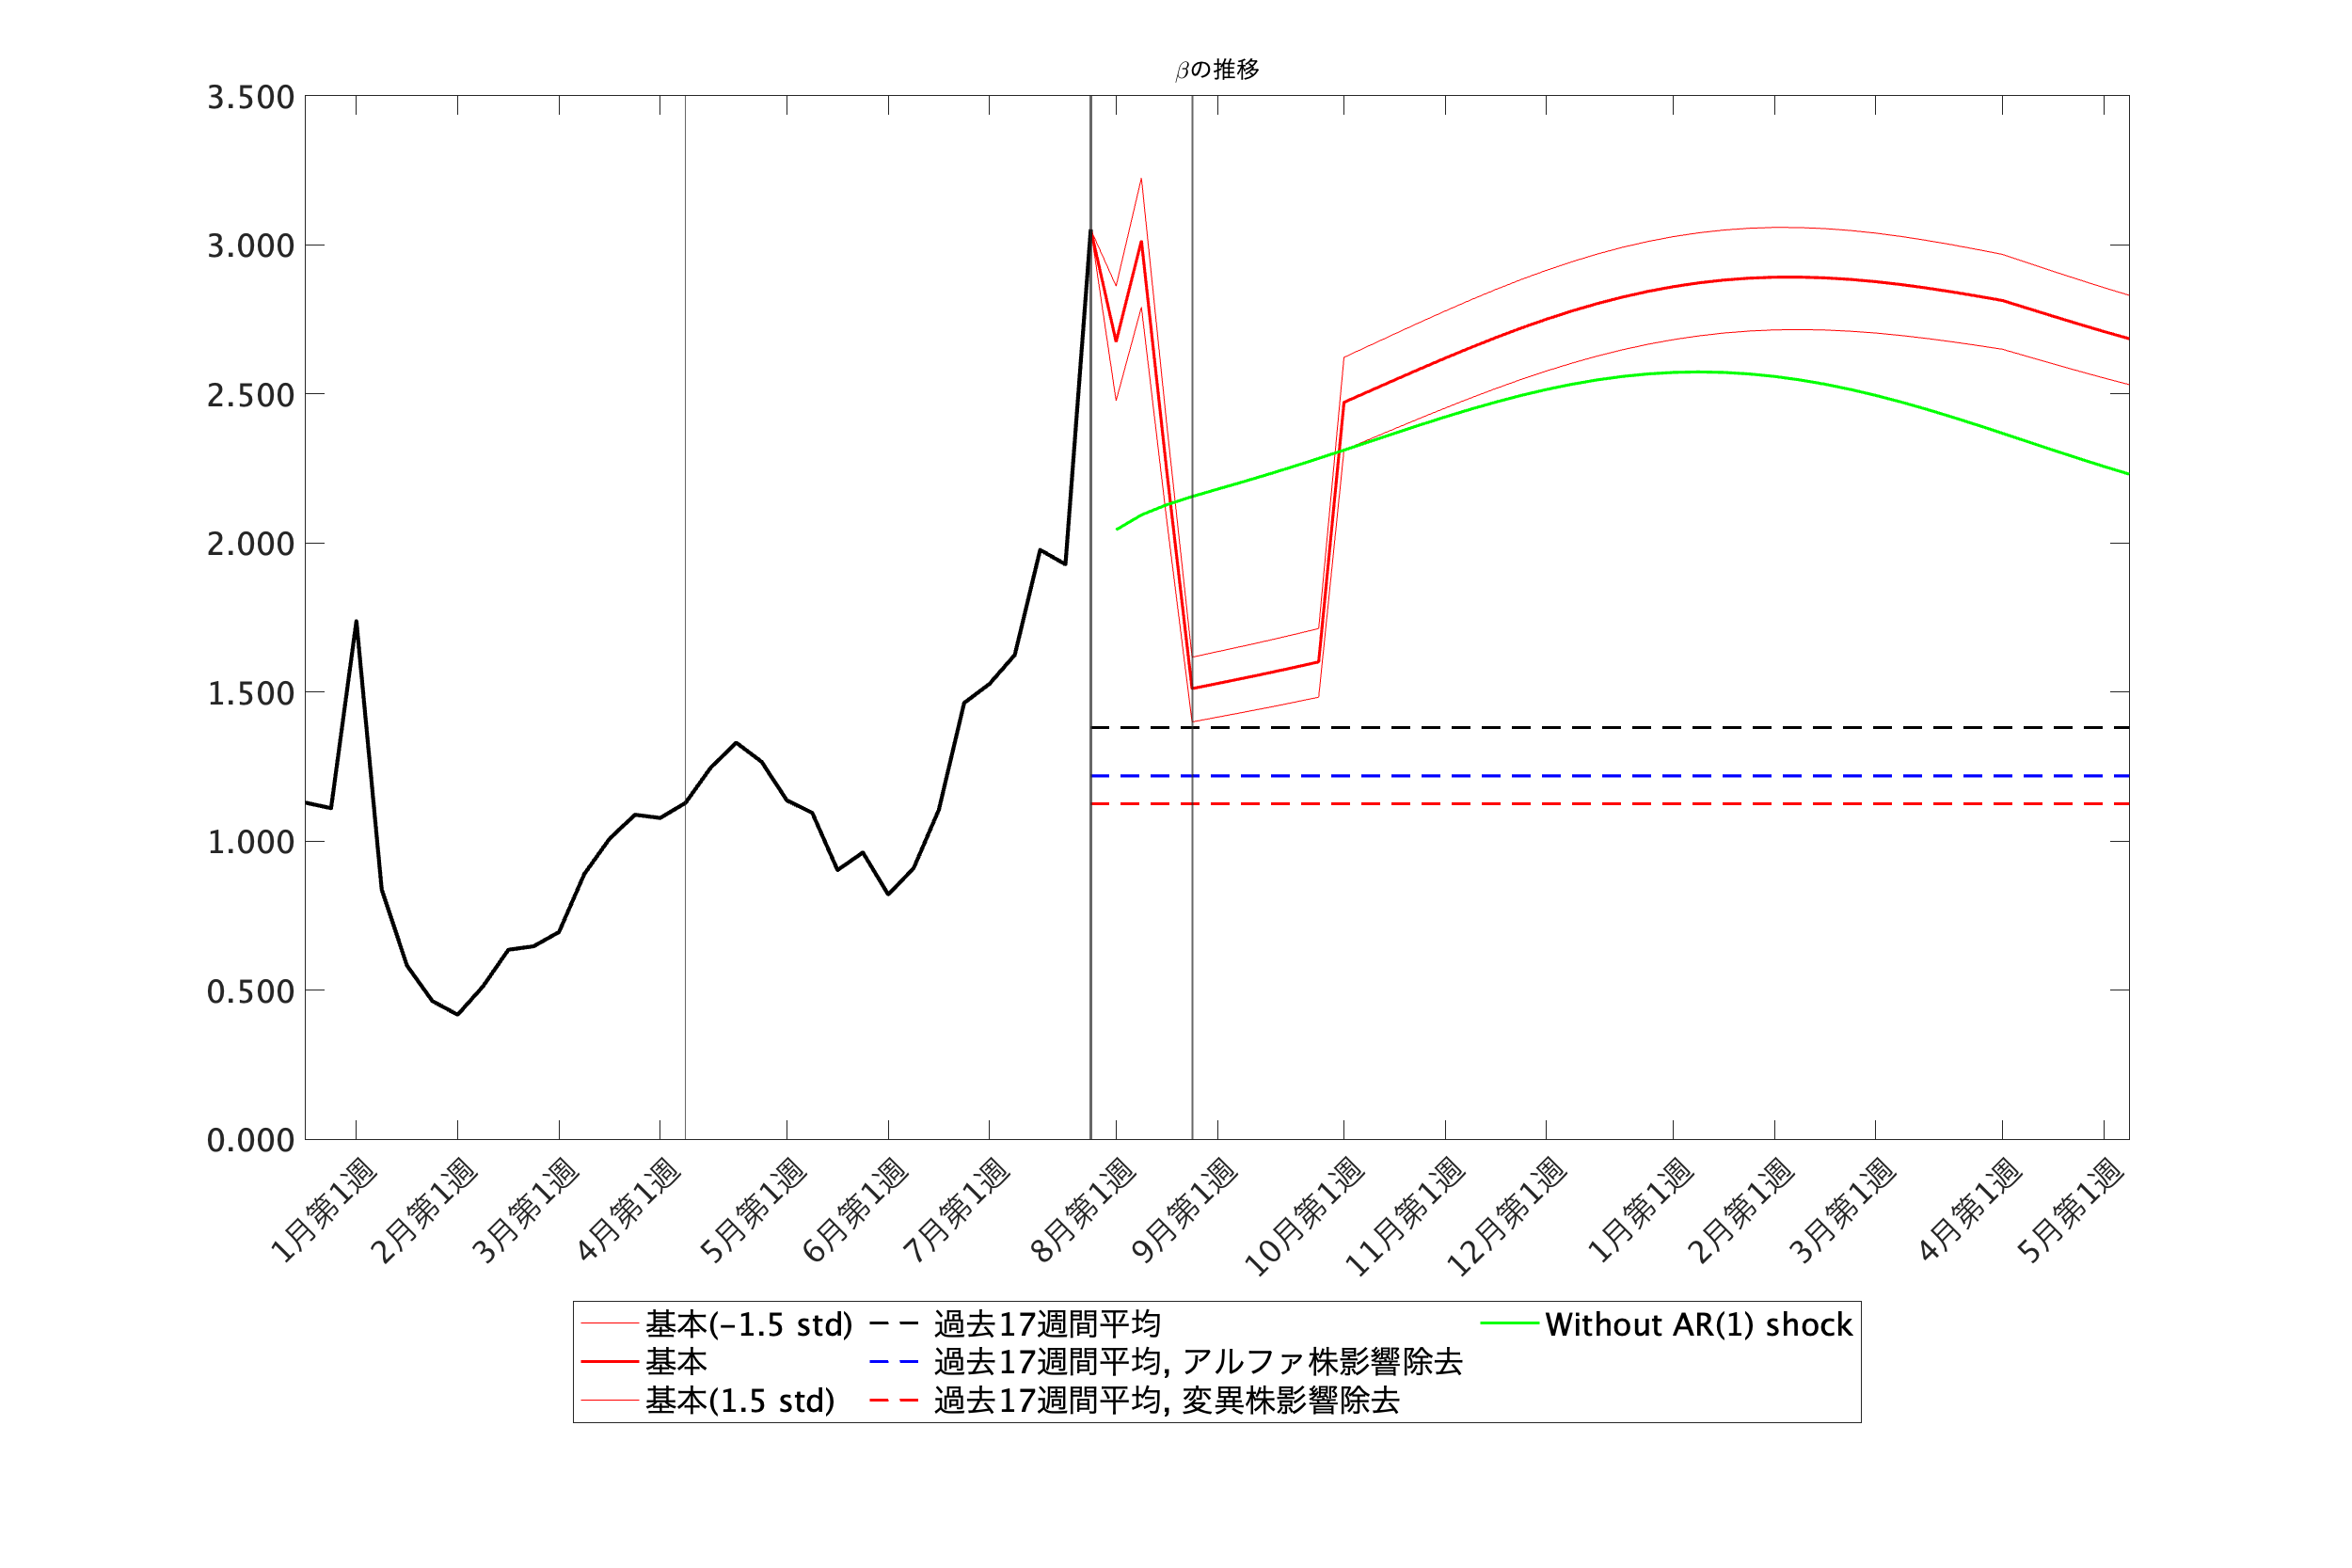 βの推移
3.500
3.000
2.500
2.000
1.500
1.000
0.500
0.000
1月第1週
2月第1週
3月第1週
4月第1週
5月第1週
6月第1週
7月第1週
8月第1週
9月第1週
10月第1週
11月第1週
12月第1週
1月第1週
2月第1週
3月第1週
4月第1週
5月第1週
基本(−1.5 std)
基本
基本(1.5 std)
過去17週間平均
過去17週間平均, アルファ株影響除去
過去17週間平均, 変異株影響除去
Without AR(1) shock